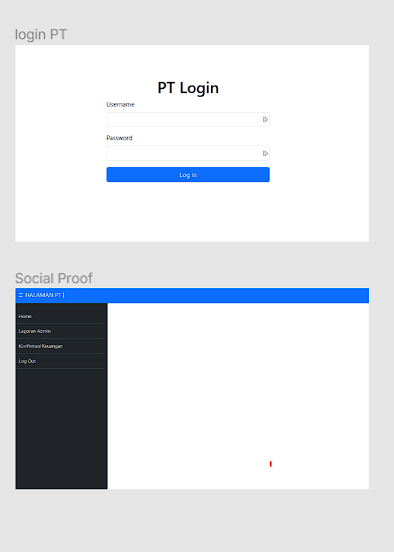 login PT
PT Login
Username
Password
Log In
Social Proof
☰ HALAMAN PT |
Home
Laporan Admin
Konfirmasi Keuangan
Log Out